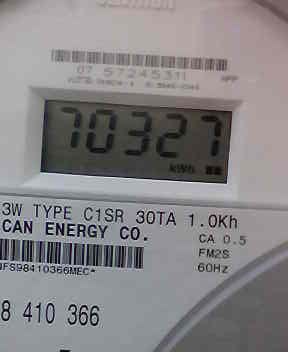 07 57245311
70327
kWh
3W TYPE C1SR 30TA 1.0Kh
CAN ENERGY CO.
CA 0.5
FM2S
60Hz
8 410 366